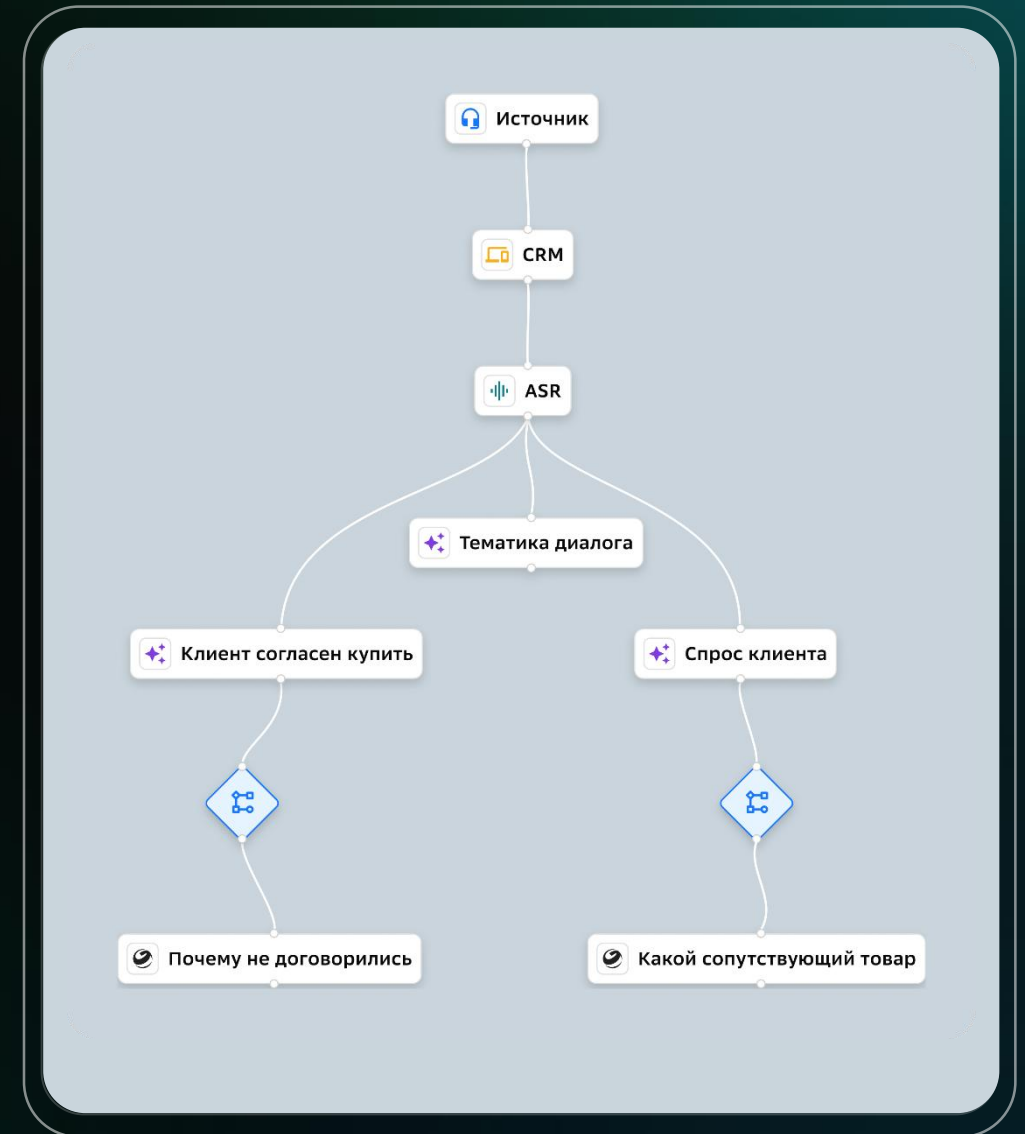 Источник
CRM
ASR
Тематика диалога
Клиент согласен купить
Спрос клиента
Почему не договорились
Какой сопутствующий товар